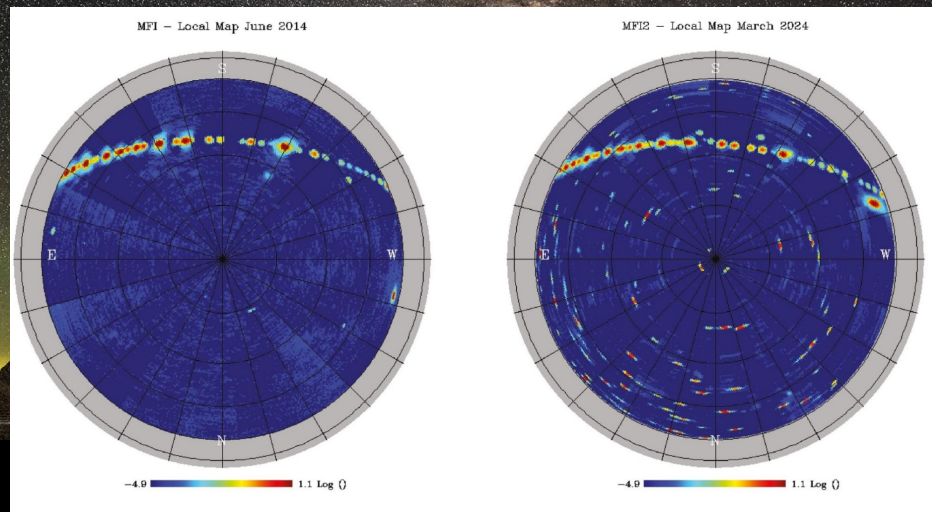 MFI - Local Map June 2014
S
E
W
N
-4.9
1.1 Log ()
MFI2 - Local Map March 2024
S
E
W
N
-4.9
1.1 Log ()